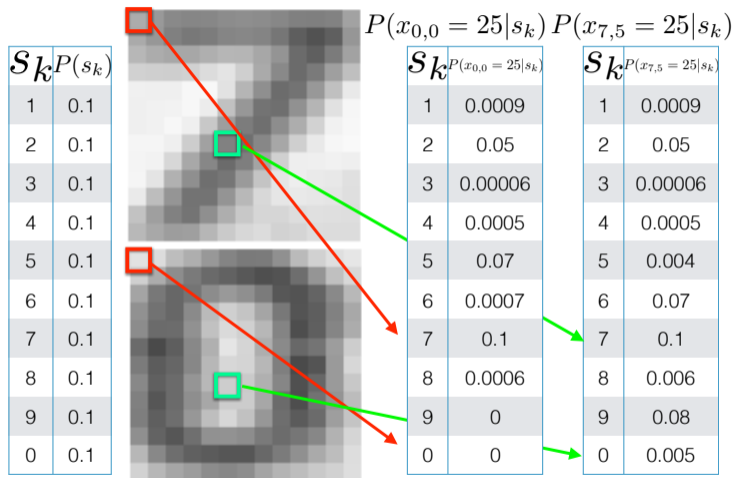 P(x_{0,0} = 25|s_k) P(x_{7,5} = 25|s_k)
s_k P(s_k) s_k P(x_{0,0} = 25|s_k) s_k P(x_{7,5} = 25|s_k)
1 0.1 1 0.0009 1 0.0009
2 0.1 2 0.05 2 0.05
3 0.1 3 0.00006 3 0.00006
4 0.1 4 0.0005 4 0.0005
5 0.1 5 0.07 5 0.004
6 0.1 6 0.0007 6 0.07
7 0.1 7 0.1 7 0.1
8 0.1 8 0.0006 8 0.006
9 0.1 9 0 9 0.08
0 0.1 0 0 0 0.005